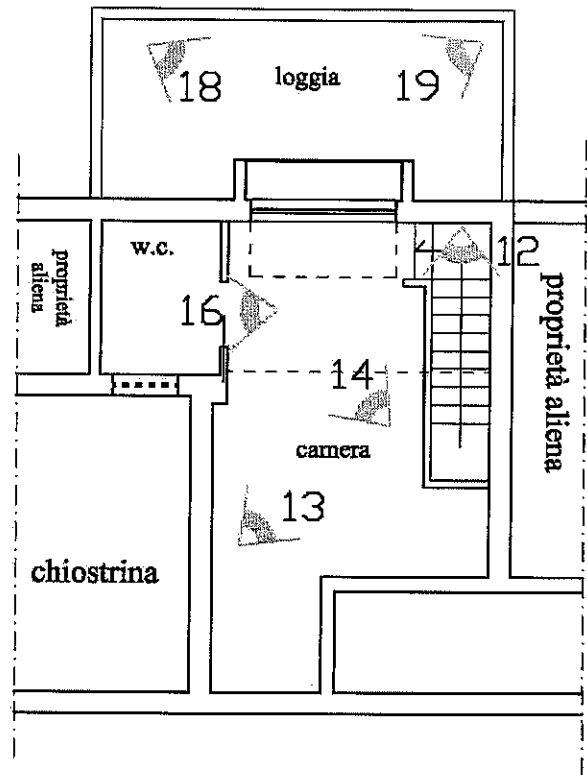 18
loggia
19
w.c.
proprietà
aliena
12
16
proprietà aliena
14
camera
13
chiostrina